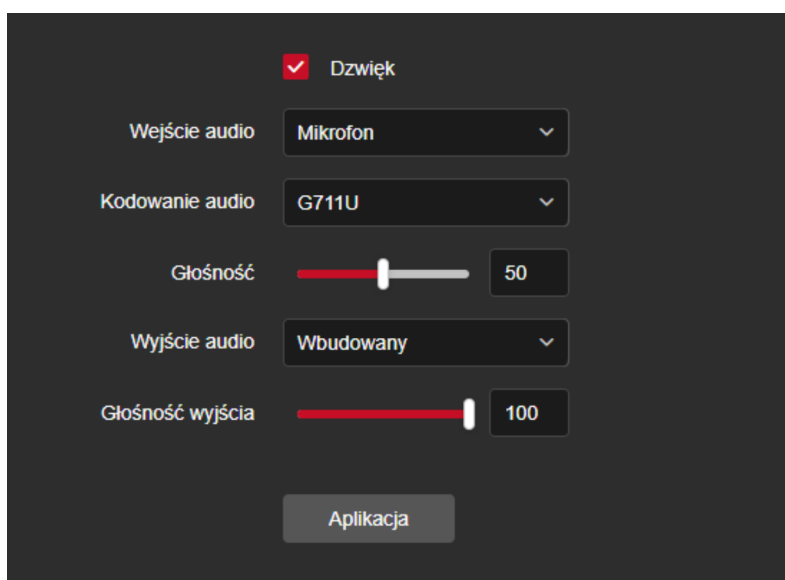 Dzwięk
Wejście audio Mikrofon
Kodowanie audio G711U
Głośność 50
Wyjście audio Wbudowany
Głośność wyjścia 100
Aplikacja